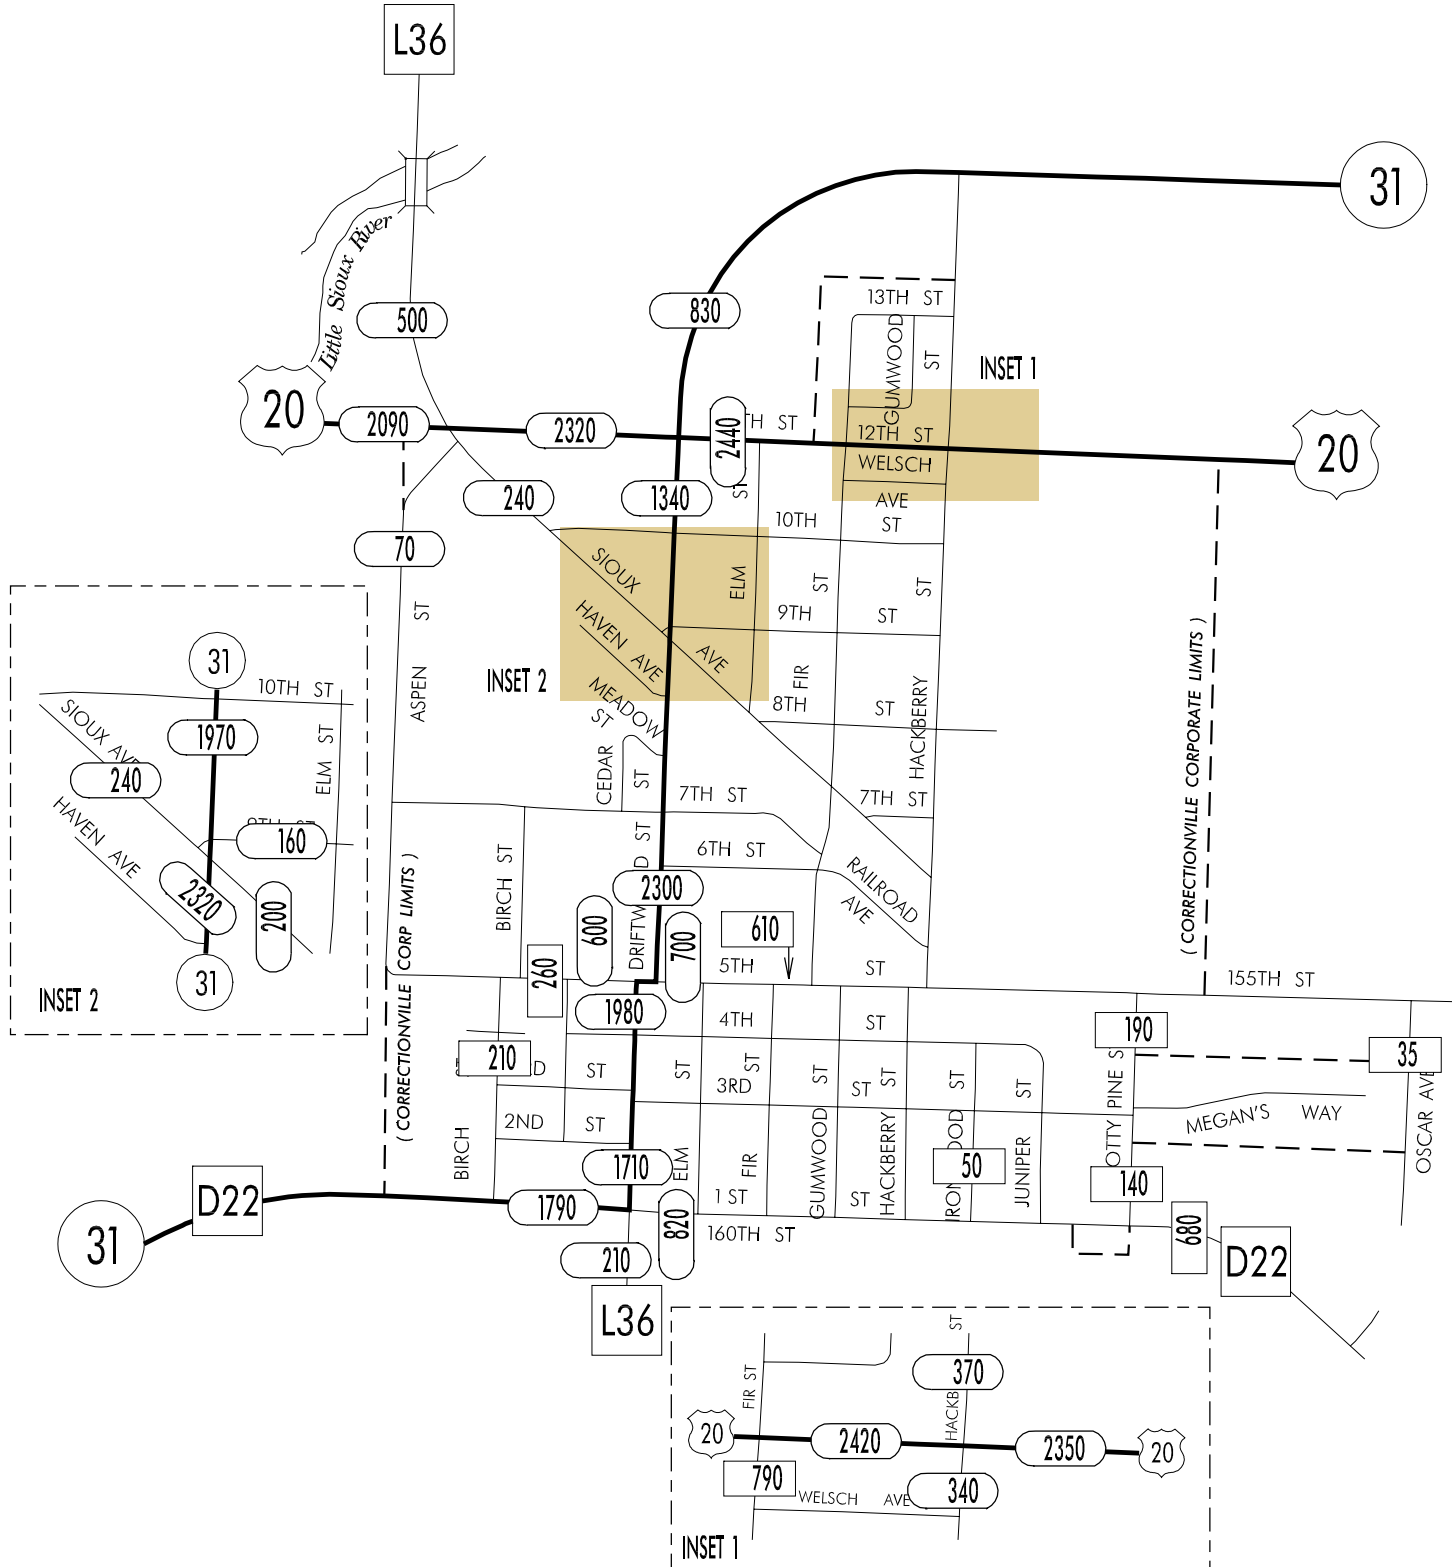 L36
31
Little Sioux River
500
830
13TH ST
GUMWOOD
ST
INSET 1
20
2090
2320
2440
TH ST
12TH ST
WELSCH
AVE
20
ST
240
1340
10TH ST
70
SIOUX
AVE
HAVEN AVE
ELM
ST
ST
9TH ST
ASPEN ST
INSET 2
MEADOW
ST
FIR
8TH ST
HACKBERRY
( CORRECTIONVILLE CORPORATE LIMITS )
CEDAR
ST
7TH ST
7TH ST
31
10TH ST
1970
SIOUX AVE
240
ELM ST
HAVEN AVE
160
2320
200
31
INSET 2
6TH ST
RAILROAD
AVE
BIRCH ST
DRIFTW
D ST
2300
600
700
610
260
5TH ST
155TH ST
( CORRECTIONVILLE CORP LIMITS )
1980
4TH ST
190
35
210
D ST
ELM ST
3RD ST
FIR ST
GUMWOOD ST
HACKBERRY ST
IRON OOD ST
JUNIPER ST
OTTY PINE S
MEGAN'S WAY
OSCAR AVE
2ND ST
BIRCH
1710
50
140
1 ST ST
D22
31
1790
820
160TH ST
680
D22
210
L36
ST
370
FIR ST
HACKB
20
2420
2350
20
790
340
WELSCH AVE
INSET 1